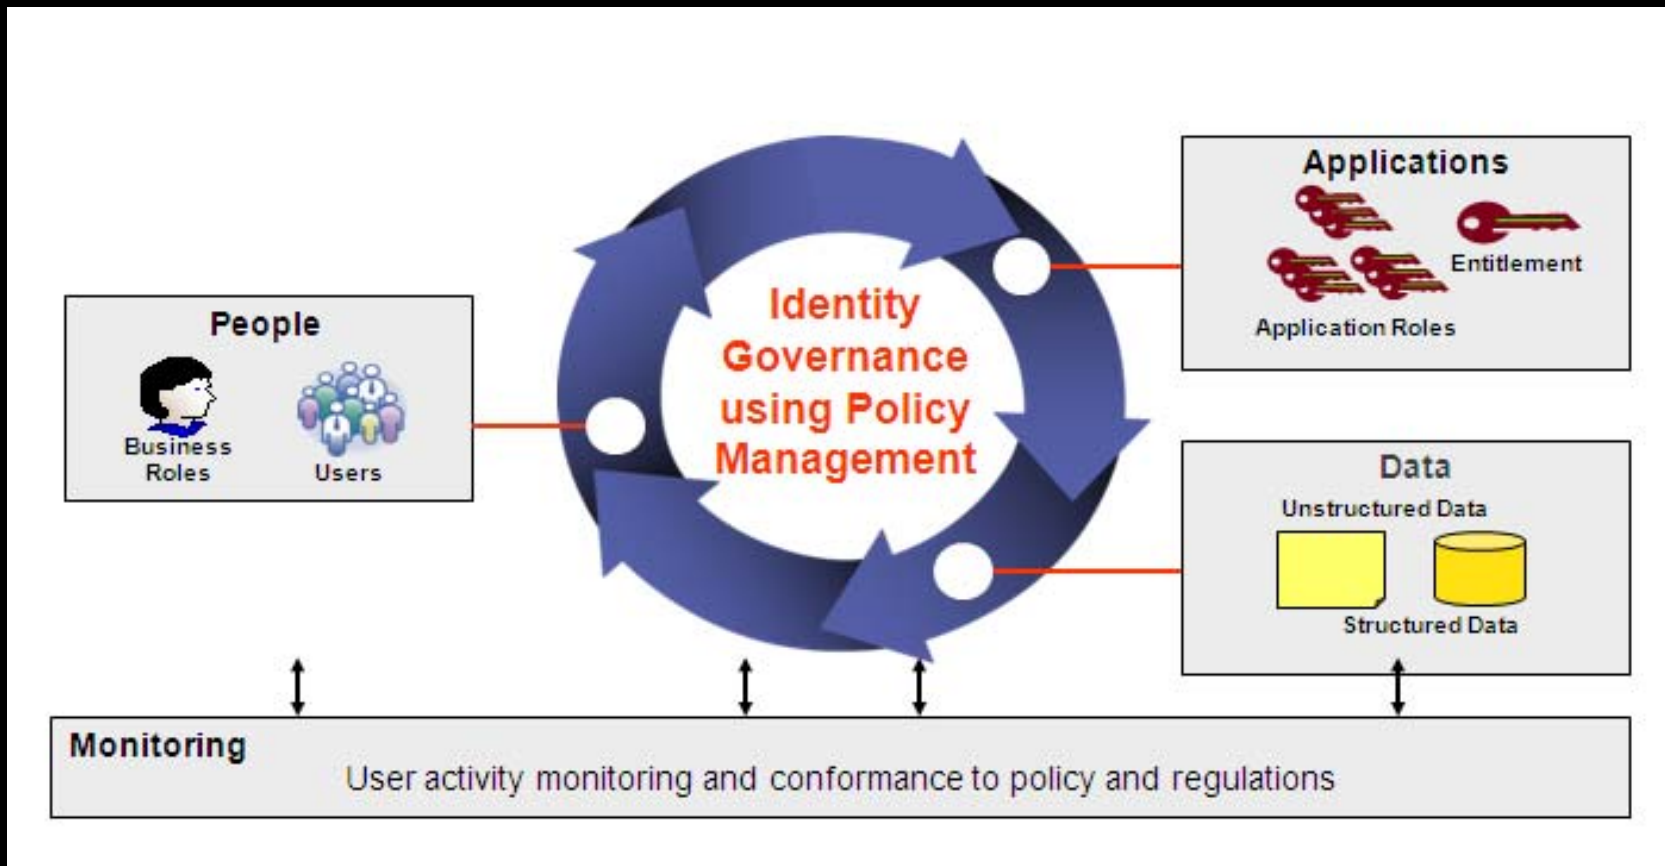 Applications
Entitlement
Application Roles
Identity
Governance
using Policy
Management
People
Business
Roles
Users
Data
Unstructured Data
Structured Data
Monitoring
User activity monitoring and conformance to policy and regulations